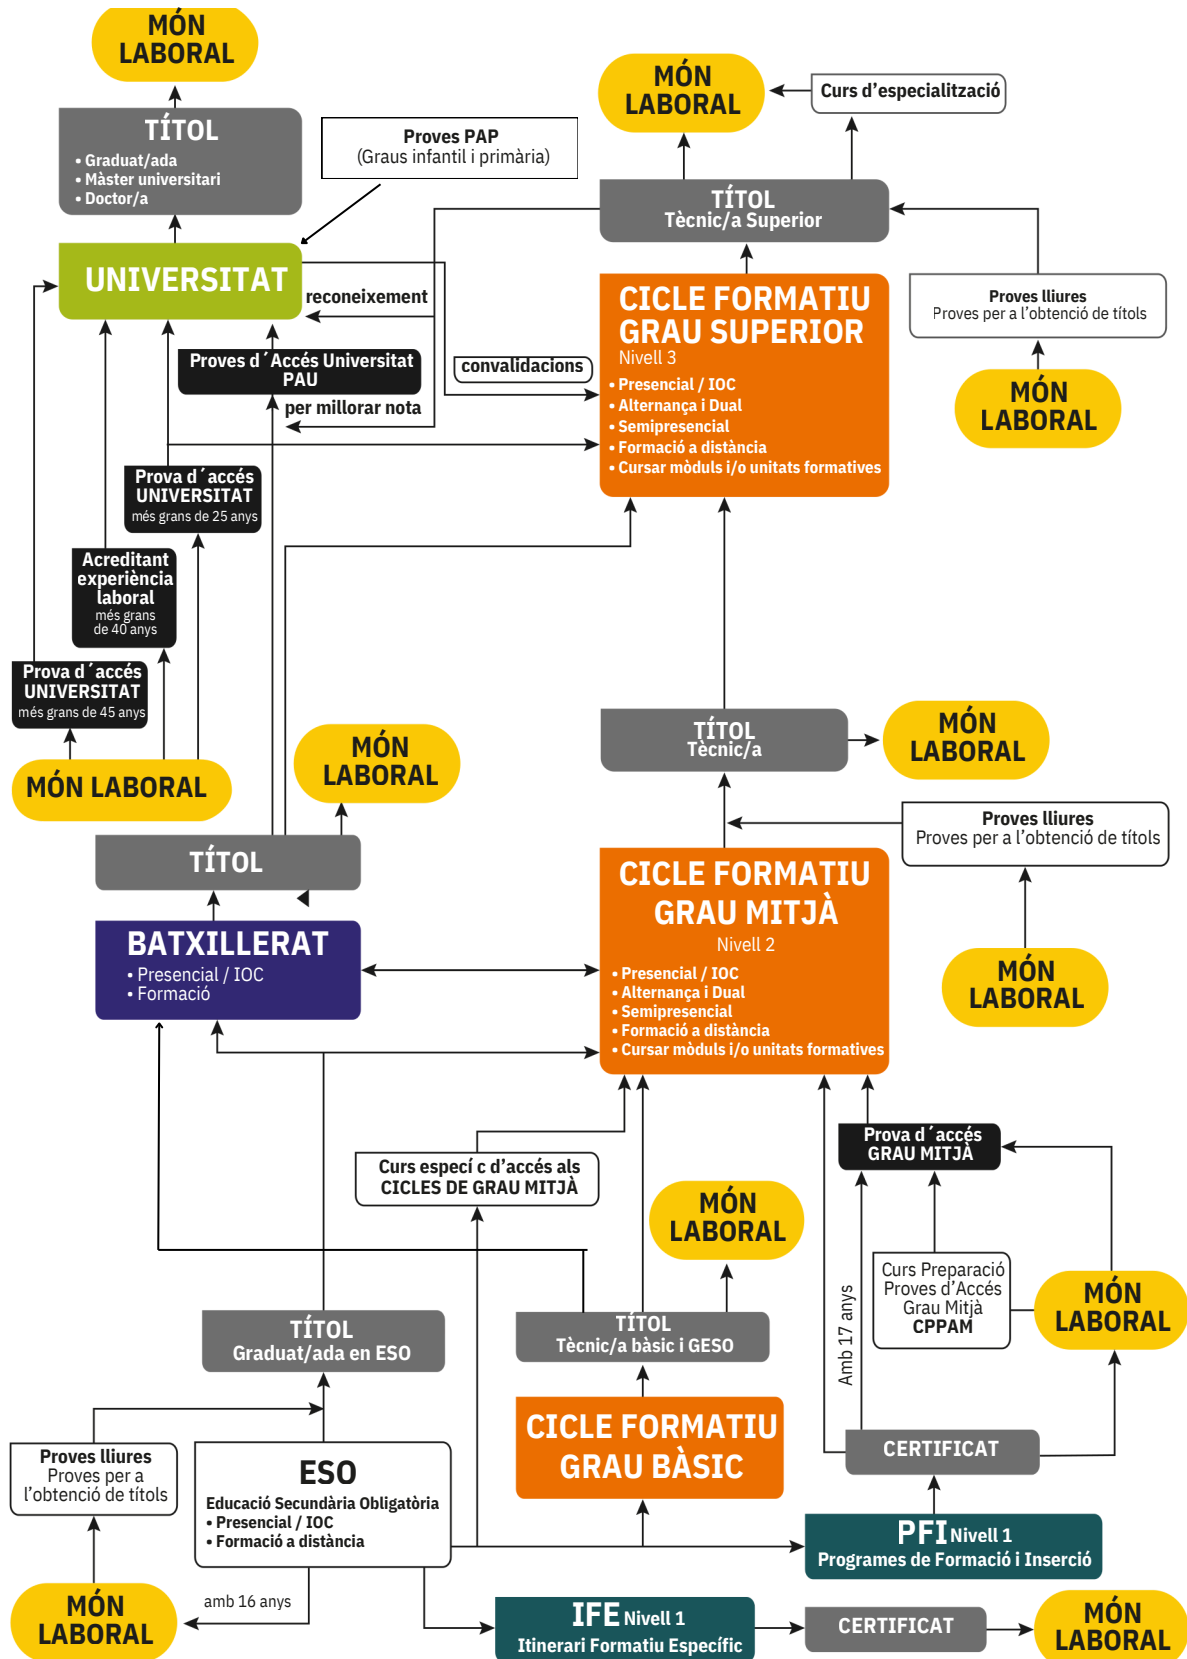 MÓN
LABORAL
TÍTOL
• Graduat/ada
• Màster universitari
• Doctor/a
Proves PAP
(Graus infantil i primària)
MÓN
LABORAL
Curs d'especialització
TÍTOL
Tècnic/a Superior
UNIVERSITAT
reconeixement
Proves d´Accés Universitat
PAU
per millorar nota
convalidacions
CICLE FORMATIU
GRAU SUPERIOR
Nivell 3
• Presencial / IOC
• Alternança i Dual
• Semipresencial
• Formació a distància
• Cursar mòduls i/o unitats formatives
Proves lliures
Proves per a l'obtenció de títols
MÓN
LABORAL
Prova d´accés
UNIVERSITAT
més grans de 25 anys
Acreditant
experiència
laboral
més grans
de 40 anys
Prova d´accés
UNIVERSITAT
més grans de 45 anys
MÓN LABORAL
MÓN
LABORAL
TÍTOL
Tècnic/a
MÓN
LABORAL
TÍTOL
Proves lliures
Proves per a l'obtenció de títols
BATXILLERAT
• Presencial / IOC
• Formació
CICLE FORMATIU
GRAU MITJÀ
Nivell 2
• Presencial / IOC
• Alternança i Dual
• Semipresencial
• Formació a distància
• Cursar mòduls i/o unitats formatives
MÓN
LABORAL
Prova d´accés
GRAU MITJÀ
Curs especí c d'accés als
CICLES DE GRAU MITJÀ
MÓN
LABORAL
Amb 17 anys
Curs Preparació
Proves d'Accés
Grau Mitjà
CPPAM
MÓN
LABORAL
TÍTOL
Graduat/ada en ESO
TÍTOL
Tècnic/a bàsic i GESO
CICLE FORMATIU
GRAU BÀSIC
CERTIFICAT
Proves lliures
Proves per a
l'obtenció de títols
ESO
Educació Secundària Obligatòria
• Presencial / IOC
• Formació a distància
PFI Nivell 1
Programes de Formació i Inserció
MÓN
LABORAL
amb 16 anys
IFE Nivell 1
Itinerari Formatiu Específic
CERTIFICAT
MÓN
LABORAL